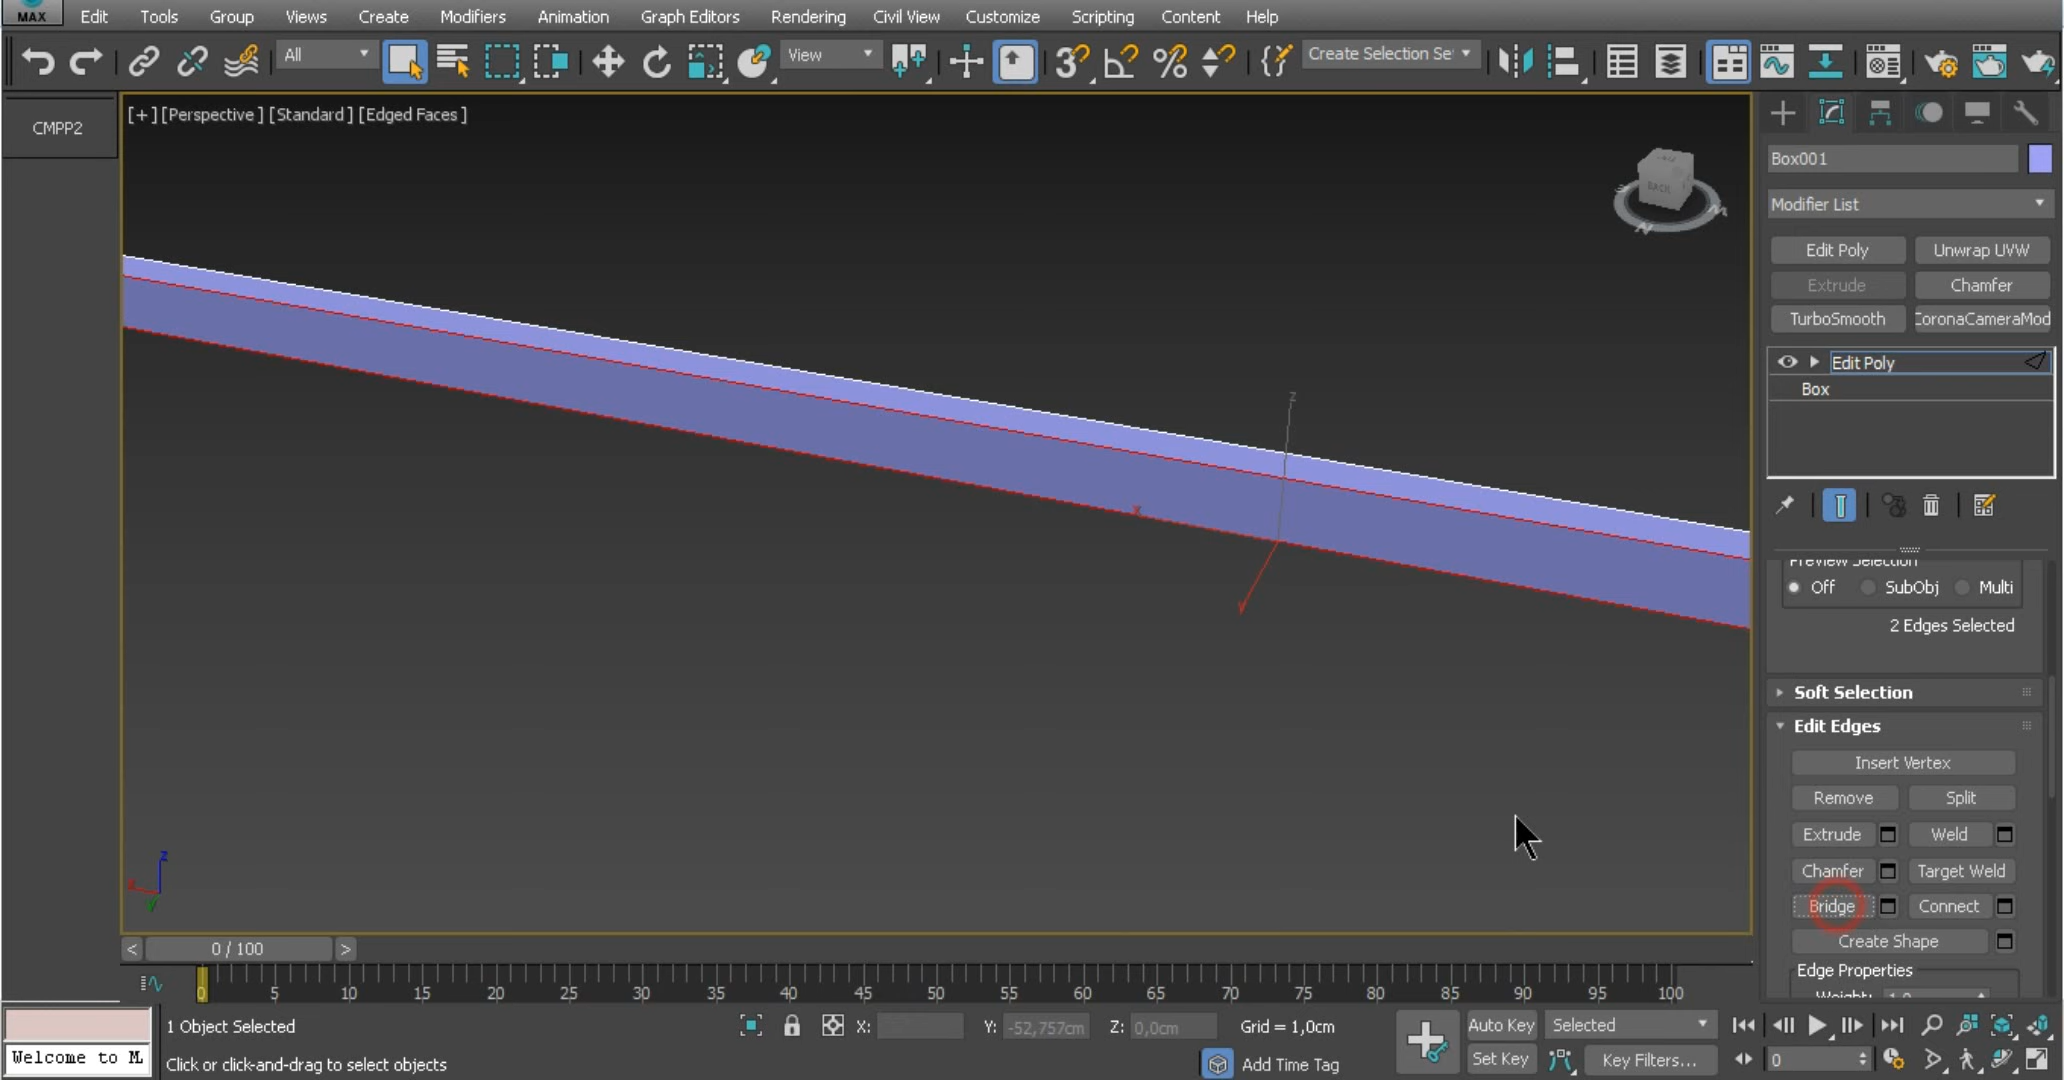 MAX Edit Tools Group Views Create Modifiers Animation Graph Editors Rendering Civil View Customize Scripting Content Help
All View Create Selection Se
CMPP2
[+] [Perspective] [Standard] [Edged Faces]
BACK
N
z
x
y
z
x
y
Box001
Modifier List
Edit Poly Unwrap UVW
Extrude Chamfer
TurboSmooth CoronaCameraMod
Edit Poly
Box
Preview Selection
Off SubObj Multi
2 Edges Selected
Soft Selection
Edit Edges
Insert Vertex
Remove Split
Extrude Weld
Chamfer Target Weld
Bridge Connect
Create Shape
Edge Properties
Weight: 1,0
< 0 / 100 >
0 5 10 15 20 25 30 35 40 45 50 55 60 65 70 75 80 85 90 95 100
1 Object Selected X: Y: -52,757cm Z: 0,0cm Grid = 1,0cm Auto Key Selected
Welcome to M Click or click-and-drag to select objects Add Time Tag Set Key Key Filters... 0